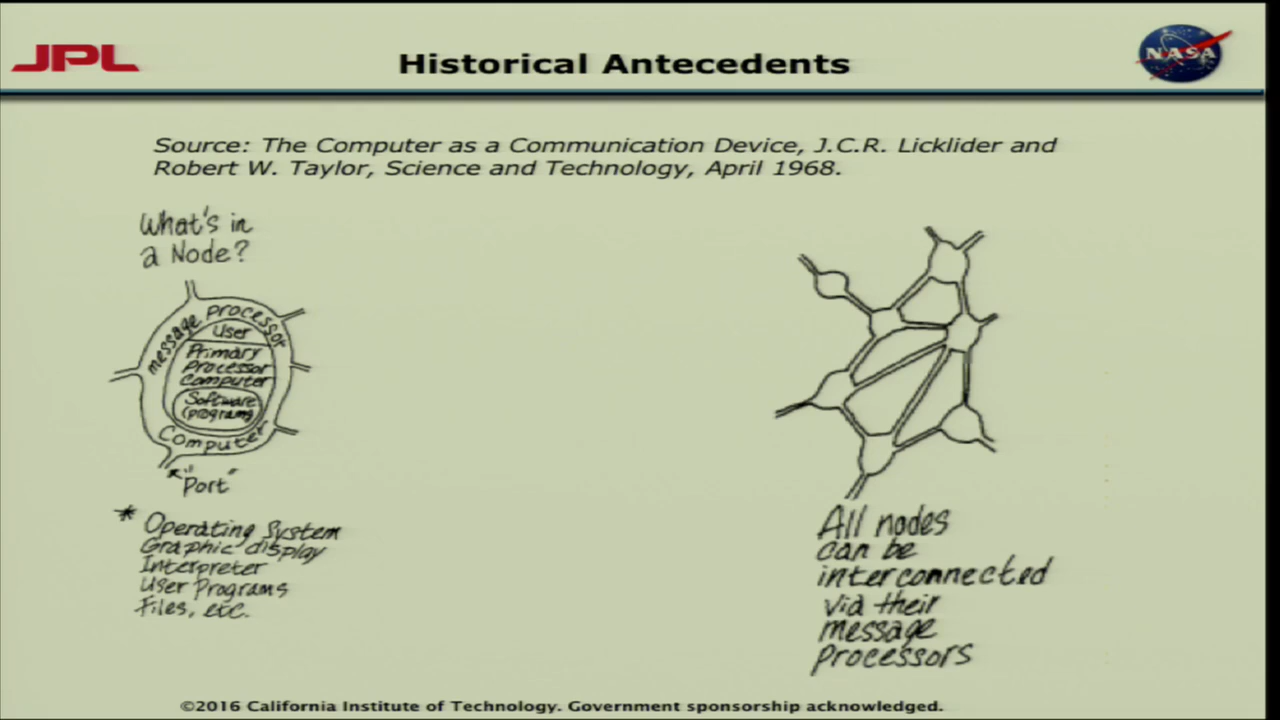 JPL
Historical Antecedents
NASA
Source: The Computer as a Communication Device, J.C.R. Licklider and
Robert W. Taylor, Science and Technology, April 1968.
What's in
a Node?
message processor
User
Primary
Processor
Computer
Software
(programs)
Computer
* "Port"
* Operating System
Graphic display
Interpreter
User Programs
Files, etc.
All nodes
can be
interconnected
via their
message
processors
©2016 California Institute of Technology. Government sponsorship acknowledged.